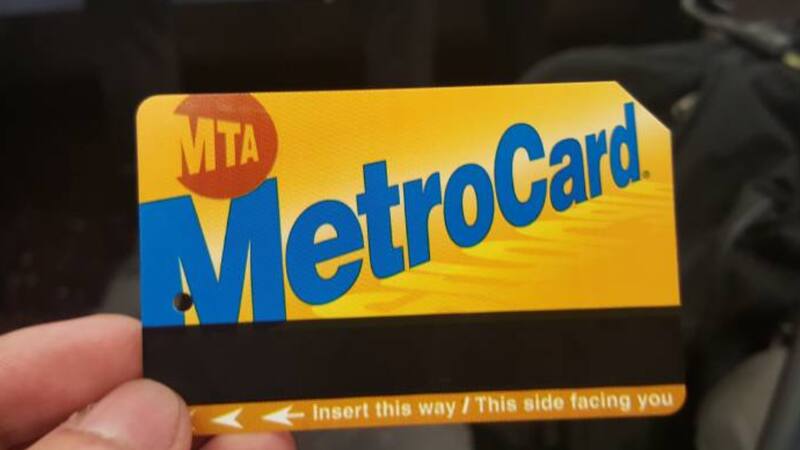 MTA
MetroCard®
Insert this way / This side facing you